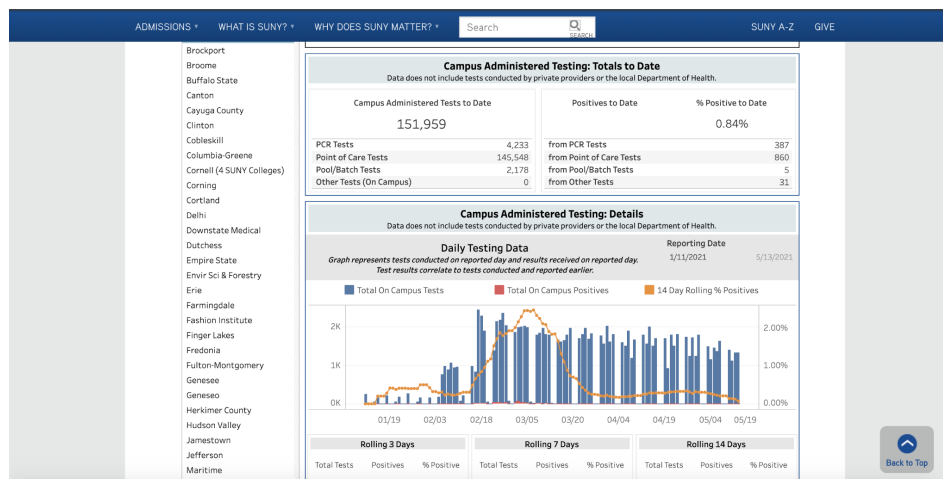 ADMISSIONS WHAT IS SUNY? WHY DOES SUNY MATTER? Search SEARCH SUNY A-Z GIVE
Brockport
Broome
Buffalo State
Canton
Cayuga County
Clinton
Cobleskill
Columbia-Greene
Cornell (4 SUNY Colleges)
Corning
Cortland
Delhi
Downstate Medical
Dutchess
Empire State
Envir Sci & Forestry
Erie
Farmingdale
Fashion Institute
Finger Lakes
Fredonia
Fulton-Montgomery
Genesee
Geneseo
Herkimer County
Hudson Valley
Jamestown
Jefferson
Maritime
Campus Administered Testing: Totals to Date
Data does not include tests conducted by private providers or the local Department of Health.
Campus Administered Tests to Date Positives to Date % Positive to Date
151,959 0.84%
PCR Tests 4,233 from PCR Tests 387
Point of Care Tests 145,548 from Point of Care Tests 860
Pool/Batch Tests 2,178 from Pool/Batch Tests 5
Other Tests (On Campus) 0 from Other Tests 31
Campus Administered Testing: Details
Data does not include tests conducted by private providers or the local Department of Health.
Daily Testing Data
Graph represents tests conducted on reported day and results received on reported day.
Test results correlate to tests conducted and reported earlier.
Reporting Date
1/11/2021 5/13/2021
Total On Campus Tests Total On Campus Positives 14 Day Rolling % Positives
2K 2.00%
1K 1.00%
0K 0.00%
01/19 02/03 02/18 03/05 03/20 04/04 04/19 05/04 05/19
Rolling 3 Days Rolling 7 Days Rolling 14 Days
Total Tests Positives % Positive Total Tests Positives % Positive Total Tests Positives % Positive
Back to Top